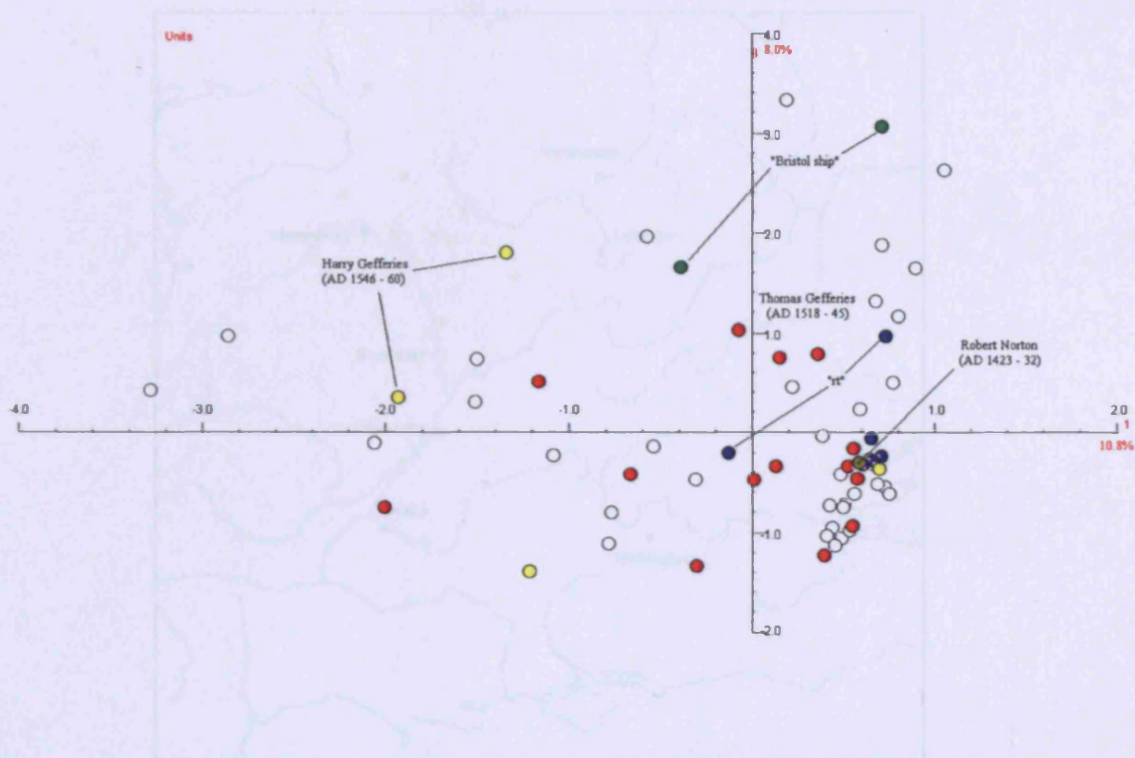 Units
4.0
8.0%
3.0
"Bristol ship"
2.0
Harry Gefferies
(AD 1546 - 60)
Thomas Gefferies
(AD 1518 - 45)
1.0
Robert Norton
(AD 1423 - 32)
"rt"
-4.0
-3.0
-2.0
-1.0
1.0
2.0
1
10.8%
-1.0
-2.0